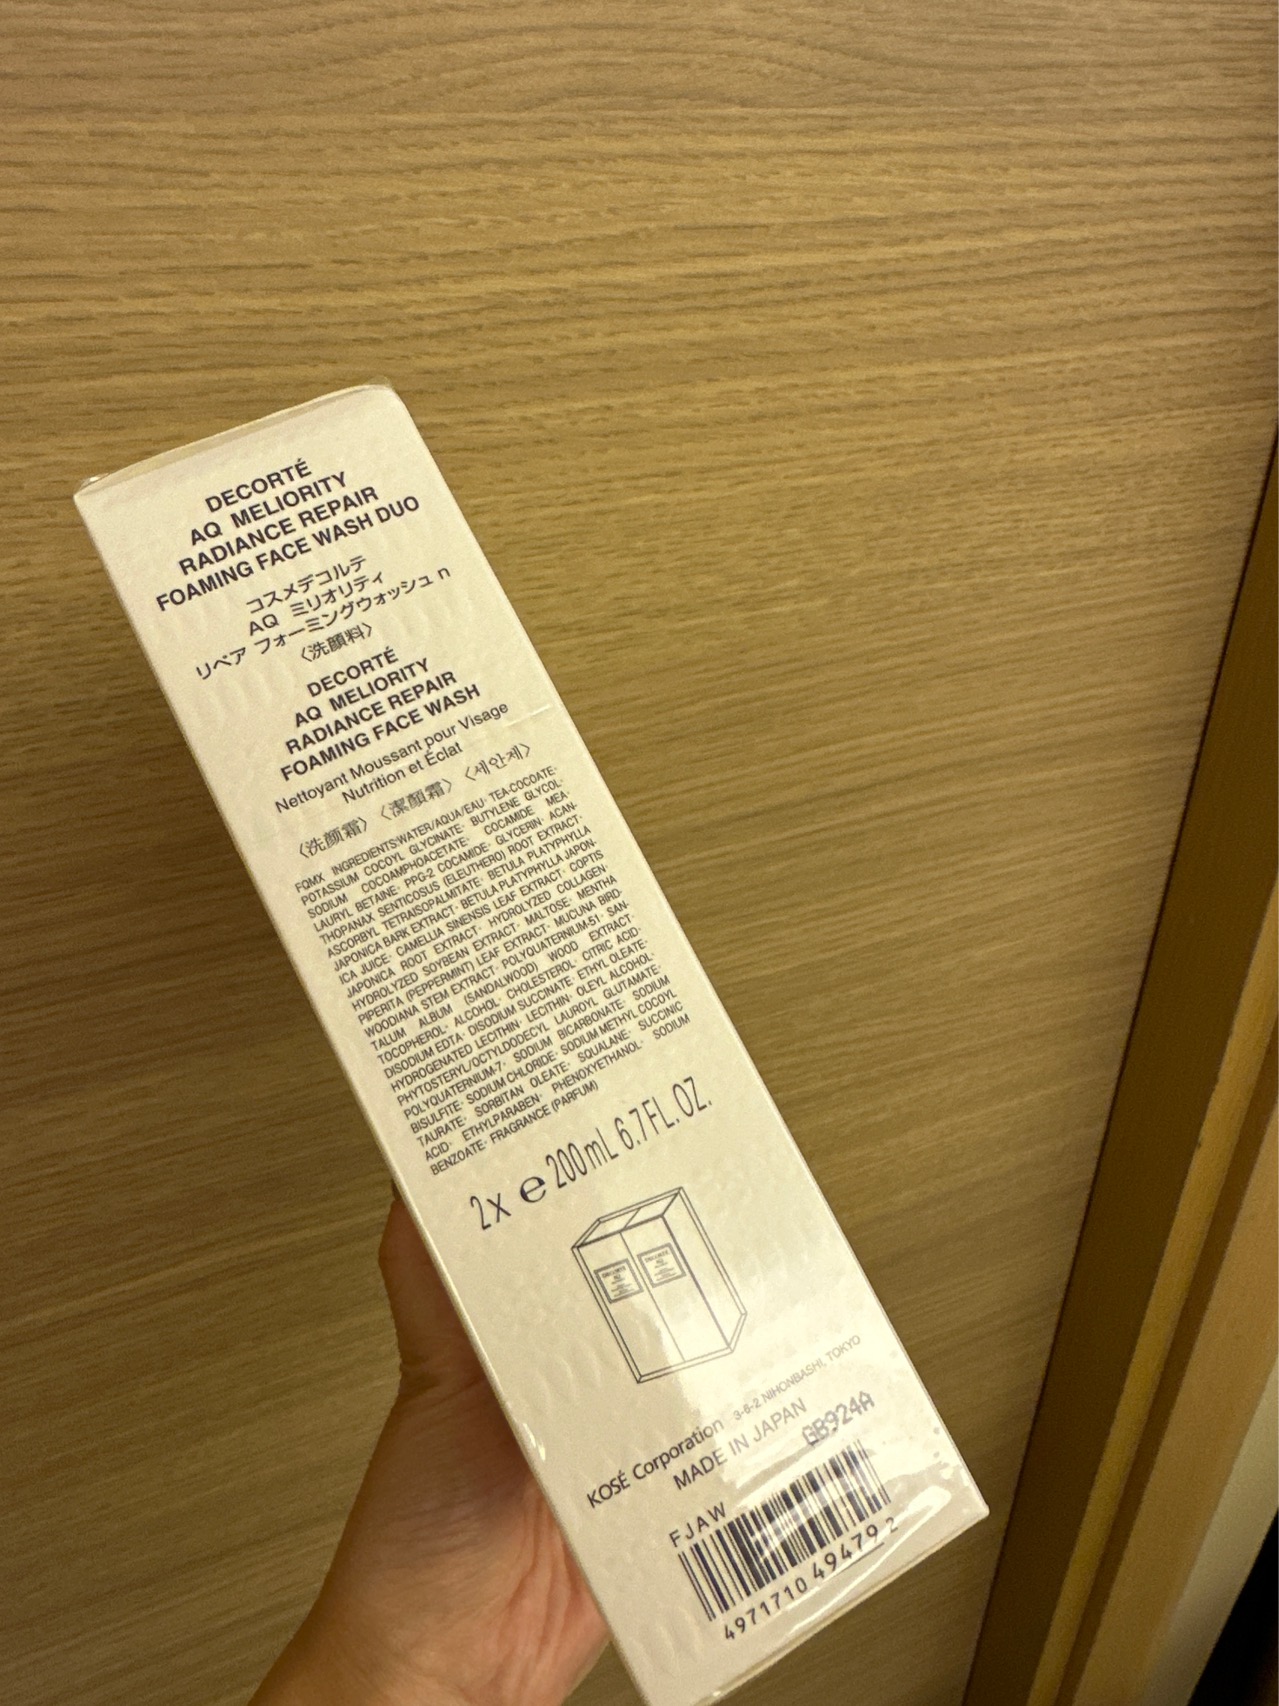 DECORTÉ
AQ MELIORITY
RADIANCE REPAIR
FOAMING FACE WASH DUO
コスメデコルテ
AQ ミリオリティ
リペア フォーミングウォッシュ n
〈洗顔料〉
DECORTÉ
AQ MELIORITY
RADIANCE REPAIR
FOAMING FACE WASH
Nettoyant Moussant pour Visage
Nutrition et Éclat
〈洗颜霜〉〈潔顏霜〉〈세안제〉
FQMX INGREDIENTS:WATER/AQUA/EAU· TEA-COCOATE·
POTASSIUM COCOYL GLYCINATE· BUTYLENE GLYCOL·
SODIUM COCOAMPHOACETATE· COCAMIDE MEA·
LAURYL BETAINE· PPG-2 COCAMIDE· GLYCERIN· ACAN-
THOPANAX SENTICOSUS (ELEUTHERO) ROOT EXTRACT·
ASCORBYL TETRAISOPALMITATE· BETULA PLATYPHYLLA
JAPONICA BARK EXTRACT· BETULA PLATYPHYLLA JAPON-
ICA JUICE· CAMELLIA SINENSIS LEAF EXTRACT· COPTIS
JAPONICA ROOT EXTRACT· HYDROLYZED COLLAGEN·
HYDROLYZED SOYBEAN EXTRACT· MALTOSE· MENTHA
PIPERITA (PEPPERMINT) LEAF EXTRACT· MUCUNA BIRD-
WOODIANA STEM EXTRACT· POLYQUATERNIUM-51· SAN-
TALUM ALBUM (SANDALWOOD) WOOD EXTRACT·
TOCOPHEROL· ALCOHOL· CHOLESTEROL· CITRIC ACID·
DISODIUM EDTA· DISODIUM SUCCINATE· ETHYL OLEATE·
HYDROGENATED LECITHIN· LECITHIN· OLEYL ALCOHOL·
PHYTOSTERYL/OCTYLDODECYL LAUROYL GLUTAMATE·
POLYQUATERNIUM-7· SODIUM BICARBONATE· SODIUM
BISULFITE· SODIUM CHLORIDE· SODIUM METHYL COCOYL
TAURATE· SORBITAN OLEATE· SQUALANE· SUCCINIC
ACID· ETHYLPARABEN· PHENOXYETHANOL· SODIUM
BENZOATE· FRAGRANCE (PARFUM)
2x ℮ 200mL 6.7FL.OZ.
DECORTÉ
AQ
DECORTÉ
AQ
KOSÉ Corporation 3-6-2 NIHONBASHI, TOKYO
MADE IN JAPAN
GB924A
FJAW
4971710 494792